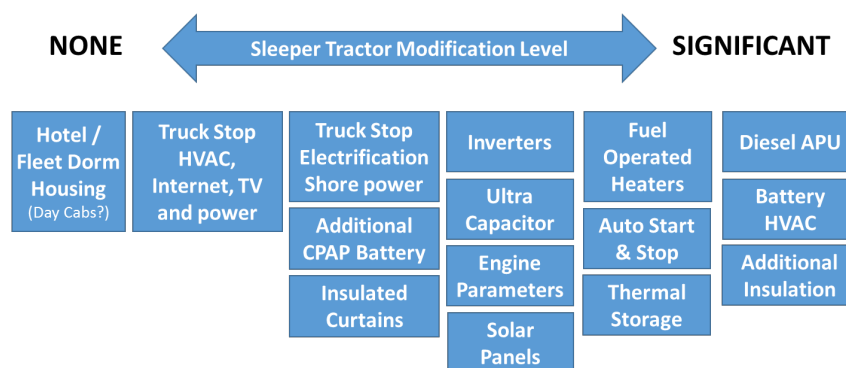 NONE
Sleeper Tractor Modification Level
SIGNIFICANT
Hotel /
Fleet Dorm
Housing
(Day Cabs?)
Truck Stop
HVAC,
Internet, TV
and power
Truck Stop
Electrification
Shore power
Additional
CPAP Battery
Insulated
Curtains
Inverters
Ultra
Capacitor
Engine
Parameters
Solar
Panels
Fuel
Operated
Heaters
Auto Start
& Stop
Thermal
Storage
Diesel APU
Battery
HVAC
Additional
Insulation